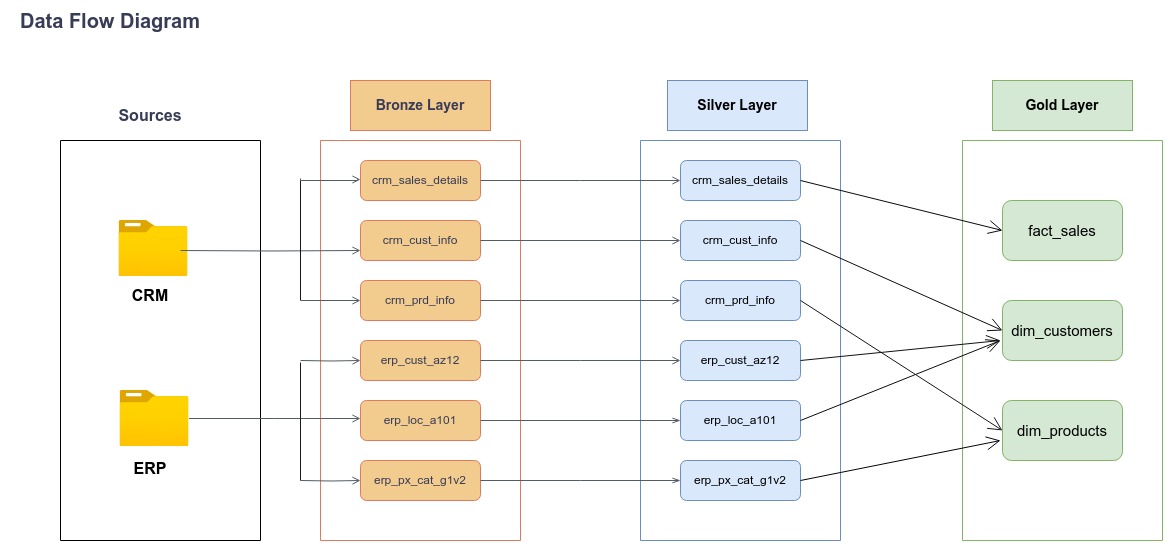 Data Flow Diagram
Sources
Bronze Layer
Silver Layer
Gold Layer
CRM
ERP
crm_sales_details
crm_cust_info
crm_prd_info
erp_cust_az12
erp_loc_a101
erp_px_cat_g1v2
crm_sales_details
crm_cust_info
crm_prd_info
erp_cust_az12
erp_loc_a101
erp_px_cat_g1v2
fact_sales
dim_customers
dim_products